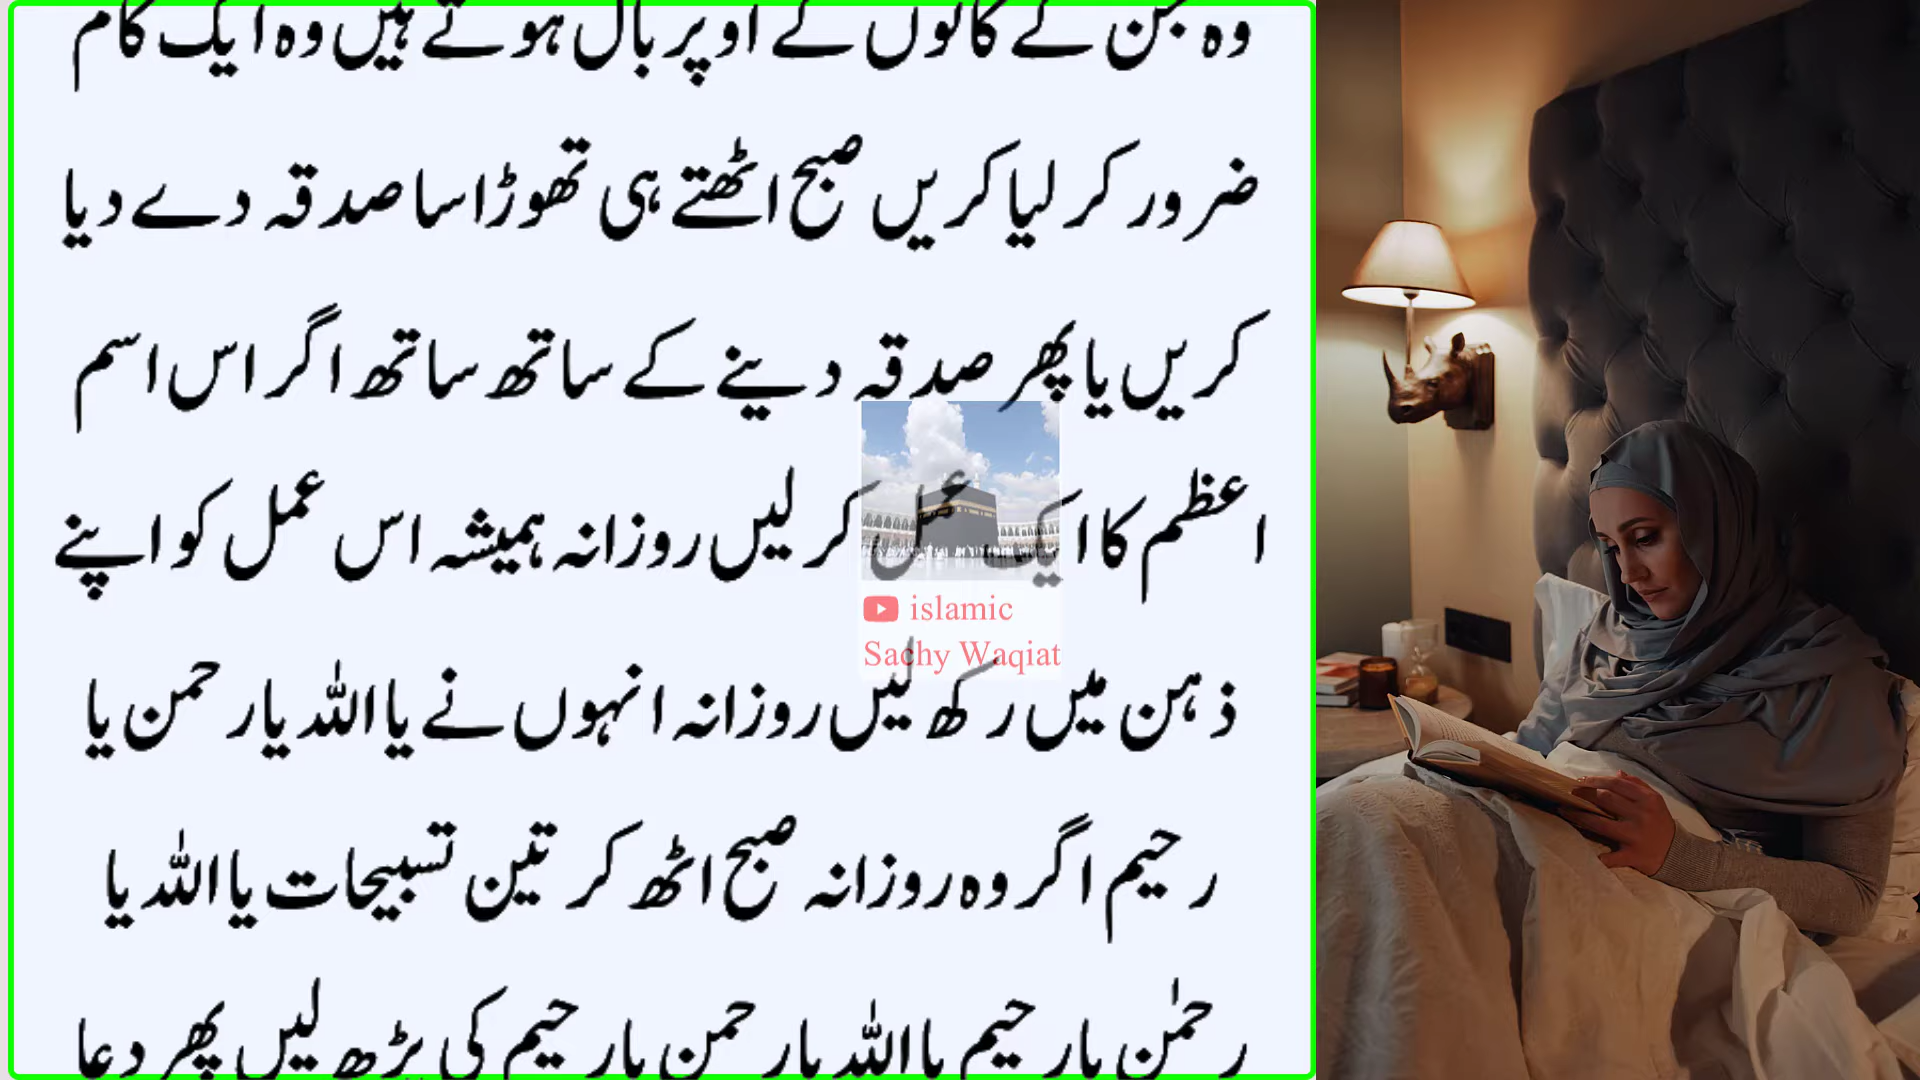 وہ جن کے کانوں کے اوپر بال ہوتے ہیں وہ ایک کام
ضرور کر لیا کریں صبح اٹھتے ہی تھوڑا سا صدقہ دے دیا
کریں یا پھر صدقہ دینے کے ساتھ ساتھ اگر اس اسم
اعظم کا ایک عمل کر لیں روزانہ ہمیشہ اس عمل کو اپنے
ذہن میں رکھ لیں روزانہ انہوں نے یا اللہ یا رحمن یا
رحیم اگر وہ روزانہ صبح اٹھ کر تین تسبیحات یا اللہ یا
رحمٰن یا رحیم یا اللہ یا رحمن یا رحیم کی پڑھ لیں پھر دعا
islamic
Sachy Waqiat